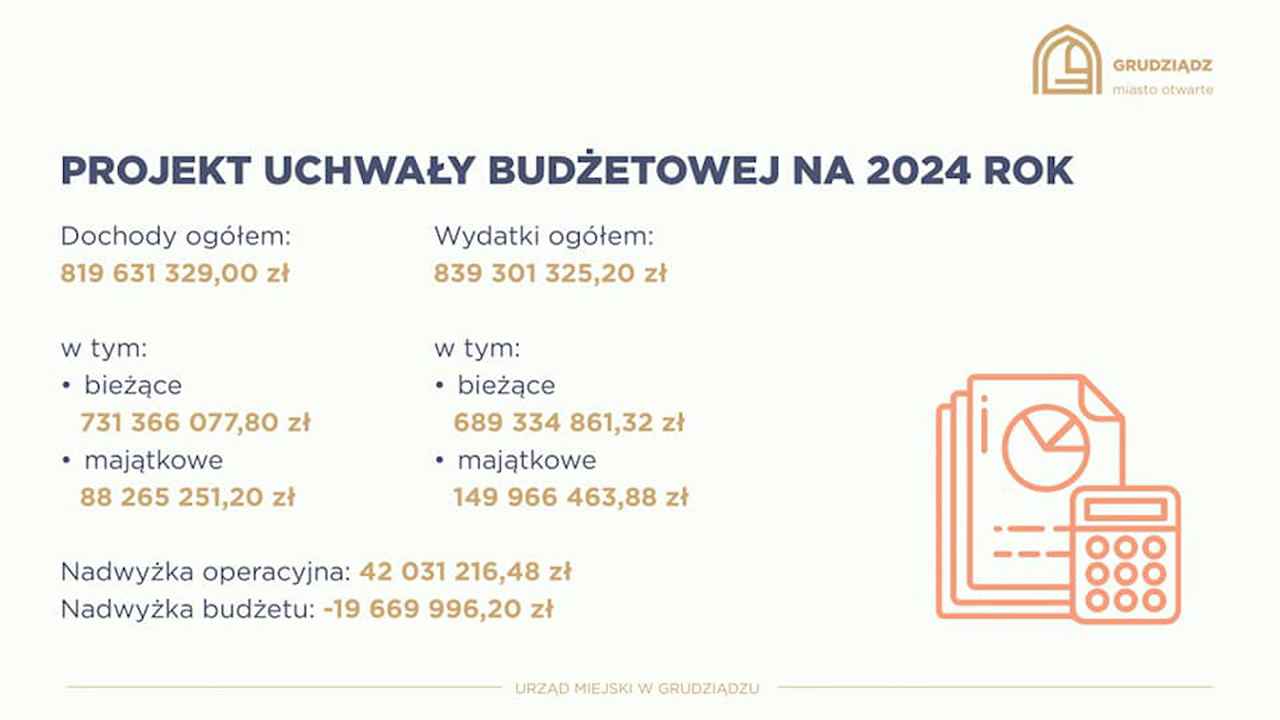 GRUDZIĄDZ
miasto otwarte
PROJEKT UCHWAŁY BUDŻETOWEJ NA 2024 ROK
Dochody ogółem:
819 631 329,00 zł
w tym:
• bieżące
731 366 077,80 zł
• majątkowe
88 265 251,20 zł
Wydatki ogółem:
839 301 325,20 zł
w tym:
• bieżące
689 334 861,32 zł
• majątkowe
149 966 463,88 zł
Nadwyżka operacyjna: 42 031 216,48 zł
Nadwyżka budżetu: -19 669 996,20 zł
URZĄD MIEJSKI W GRUDZIĄDZU